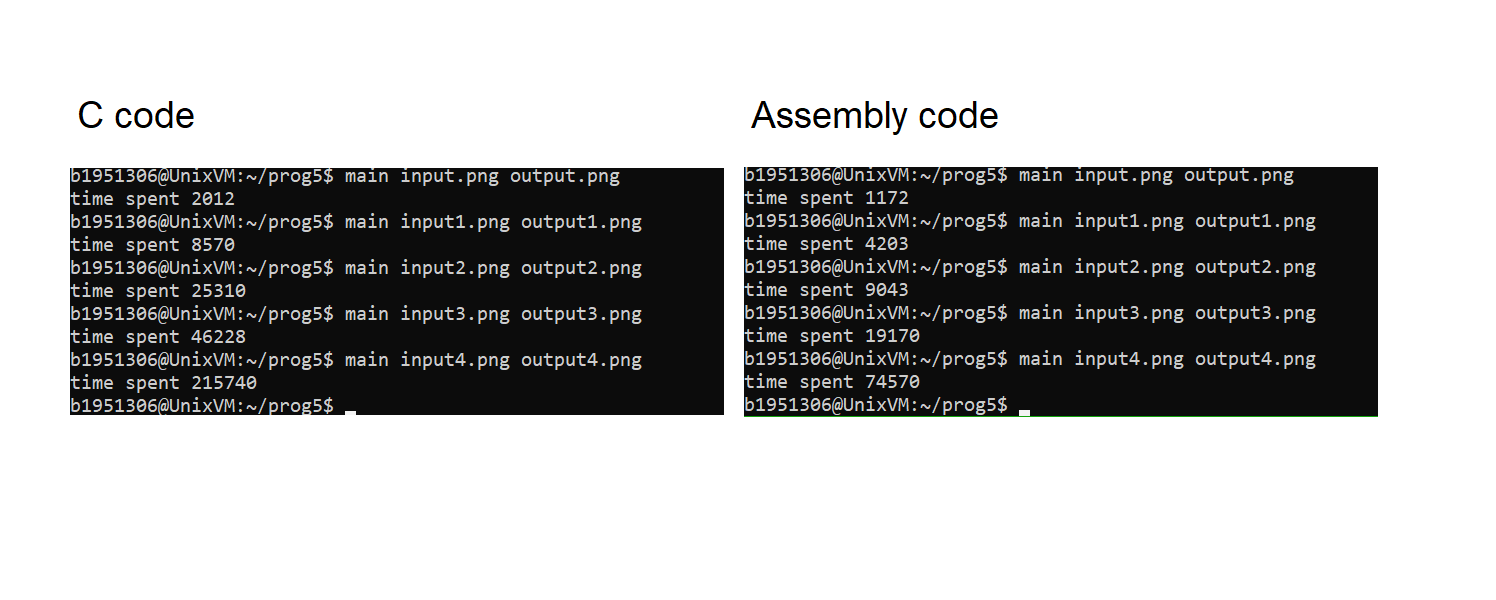 C code
b1951306@UnixVM:~/prog5$ main input.png output.png
time spent 2012
b1951306@UnixVM:~/prog5$ main input1.png output1.png
time spent 8570
b1951306@UnixVM:~/prog5$ main input2.png output2.png
time spent 25310
b1951306@UnixVM:~/prog5$ main input3.png output3.png
time spent 46228
b1951306@UnixVM:~/prog5$ main input4.png output4.png
time spent 215740
b1951306@UnixVM:~/prog5$
Assembly code
b1951306@UnixVM:~/prog5$ main input.png output.png
time spent 1172
b1951306@UnixVM:~/prog5$ main input1.png output1.png
time spent 4203
b1951306@UnixVM:~/prog5$ main input2.png output2.png
time spent 9043
b1951306@UnixVM:~/prog5$ main input3.png output3.png
time spent 19170
b1951306@UnixVM:~/prog5$ main input4.png output4.png
time spent 74570
b1951306@UnixVM:~/prog5$